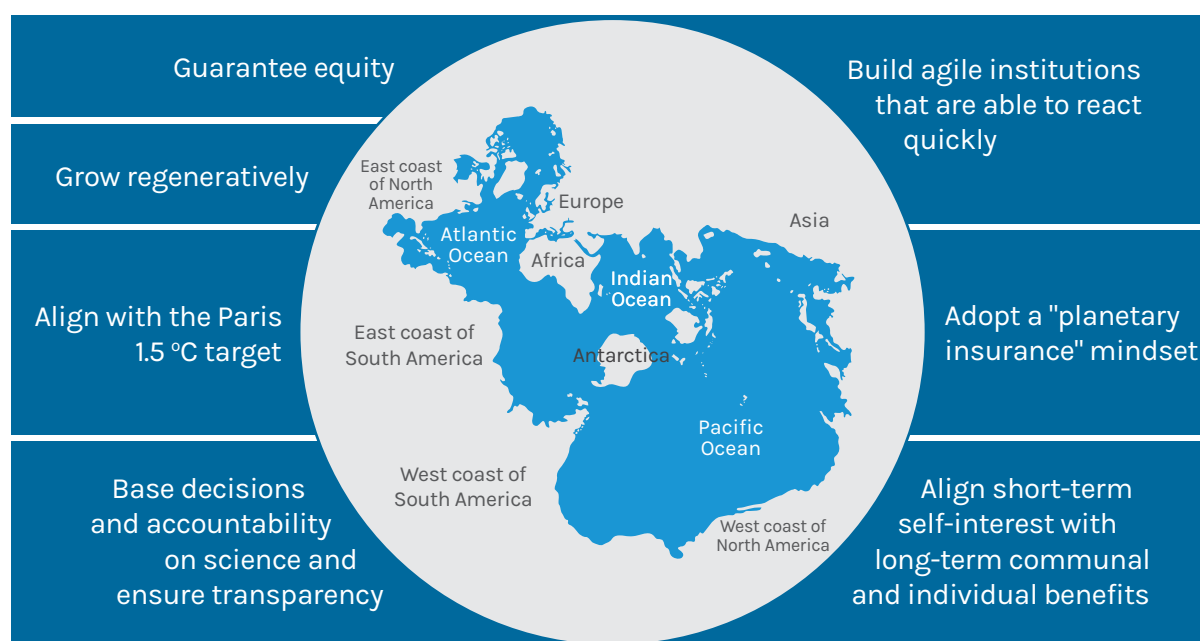 Guarantee equity
Grow regeneratively
Align with the Paris
1.5 °C target
Base decisions
and accountability
on science and
ensure transparency
East coast
of North
America
Europe
Asia
Atlantic
Ocean
Africa
Indian
Ocean
East coast of
South America
Antarctica
Pacific
Ocean
West coast of
South America
West coast of
North America
Build agile institutions
that are able to react
quickly
Adopt a "planetary
insurance" mindset
Align short-term
self-interest with
long-term communal
and individual benefits